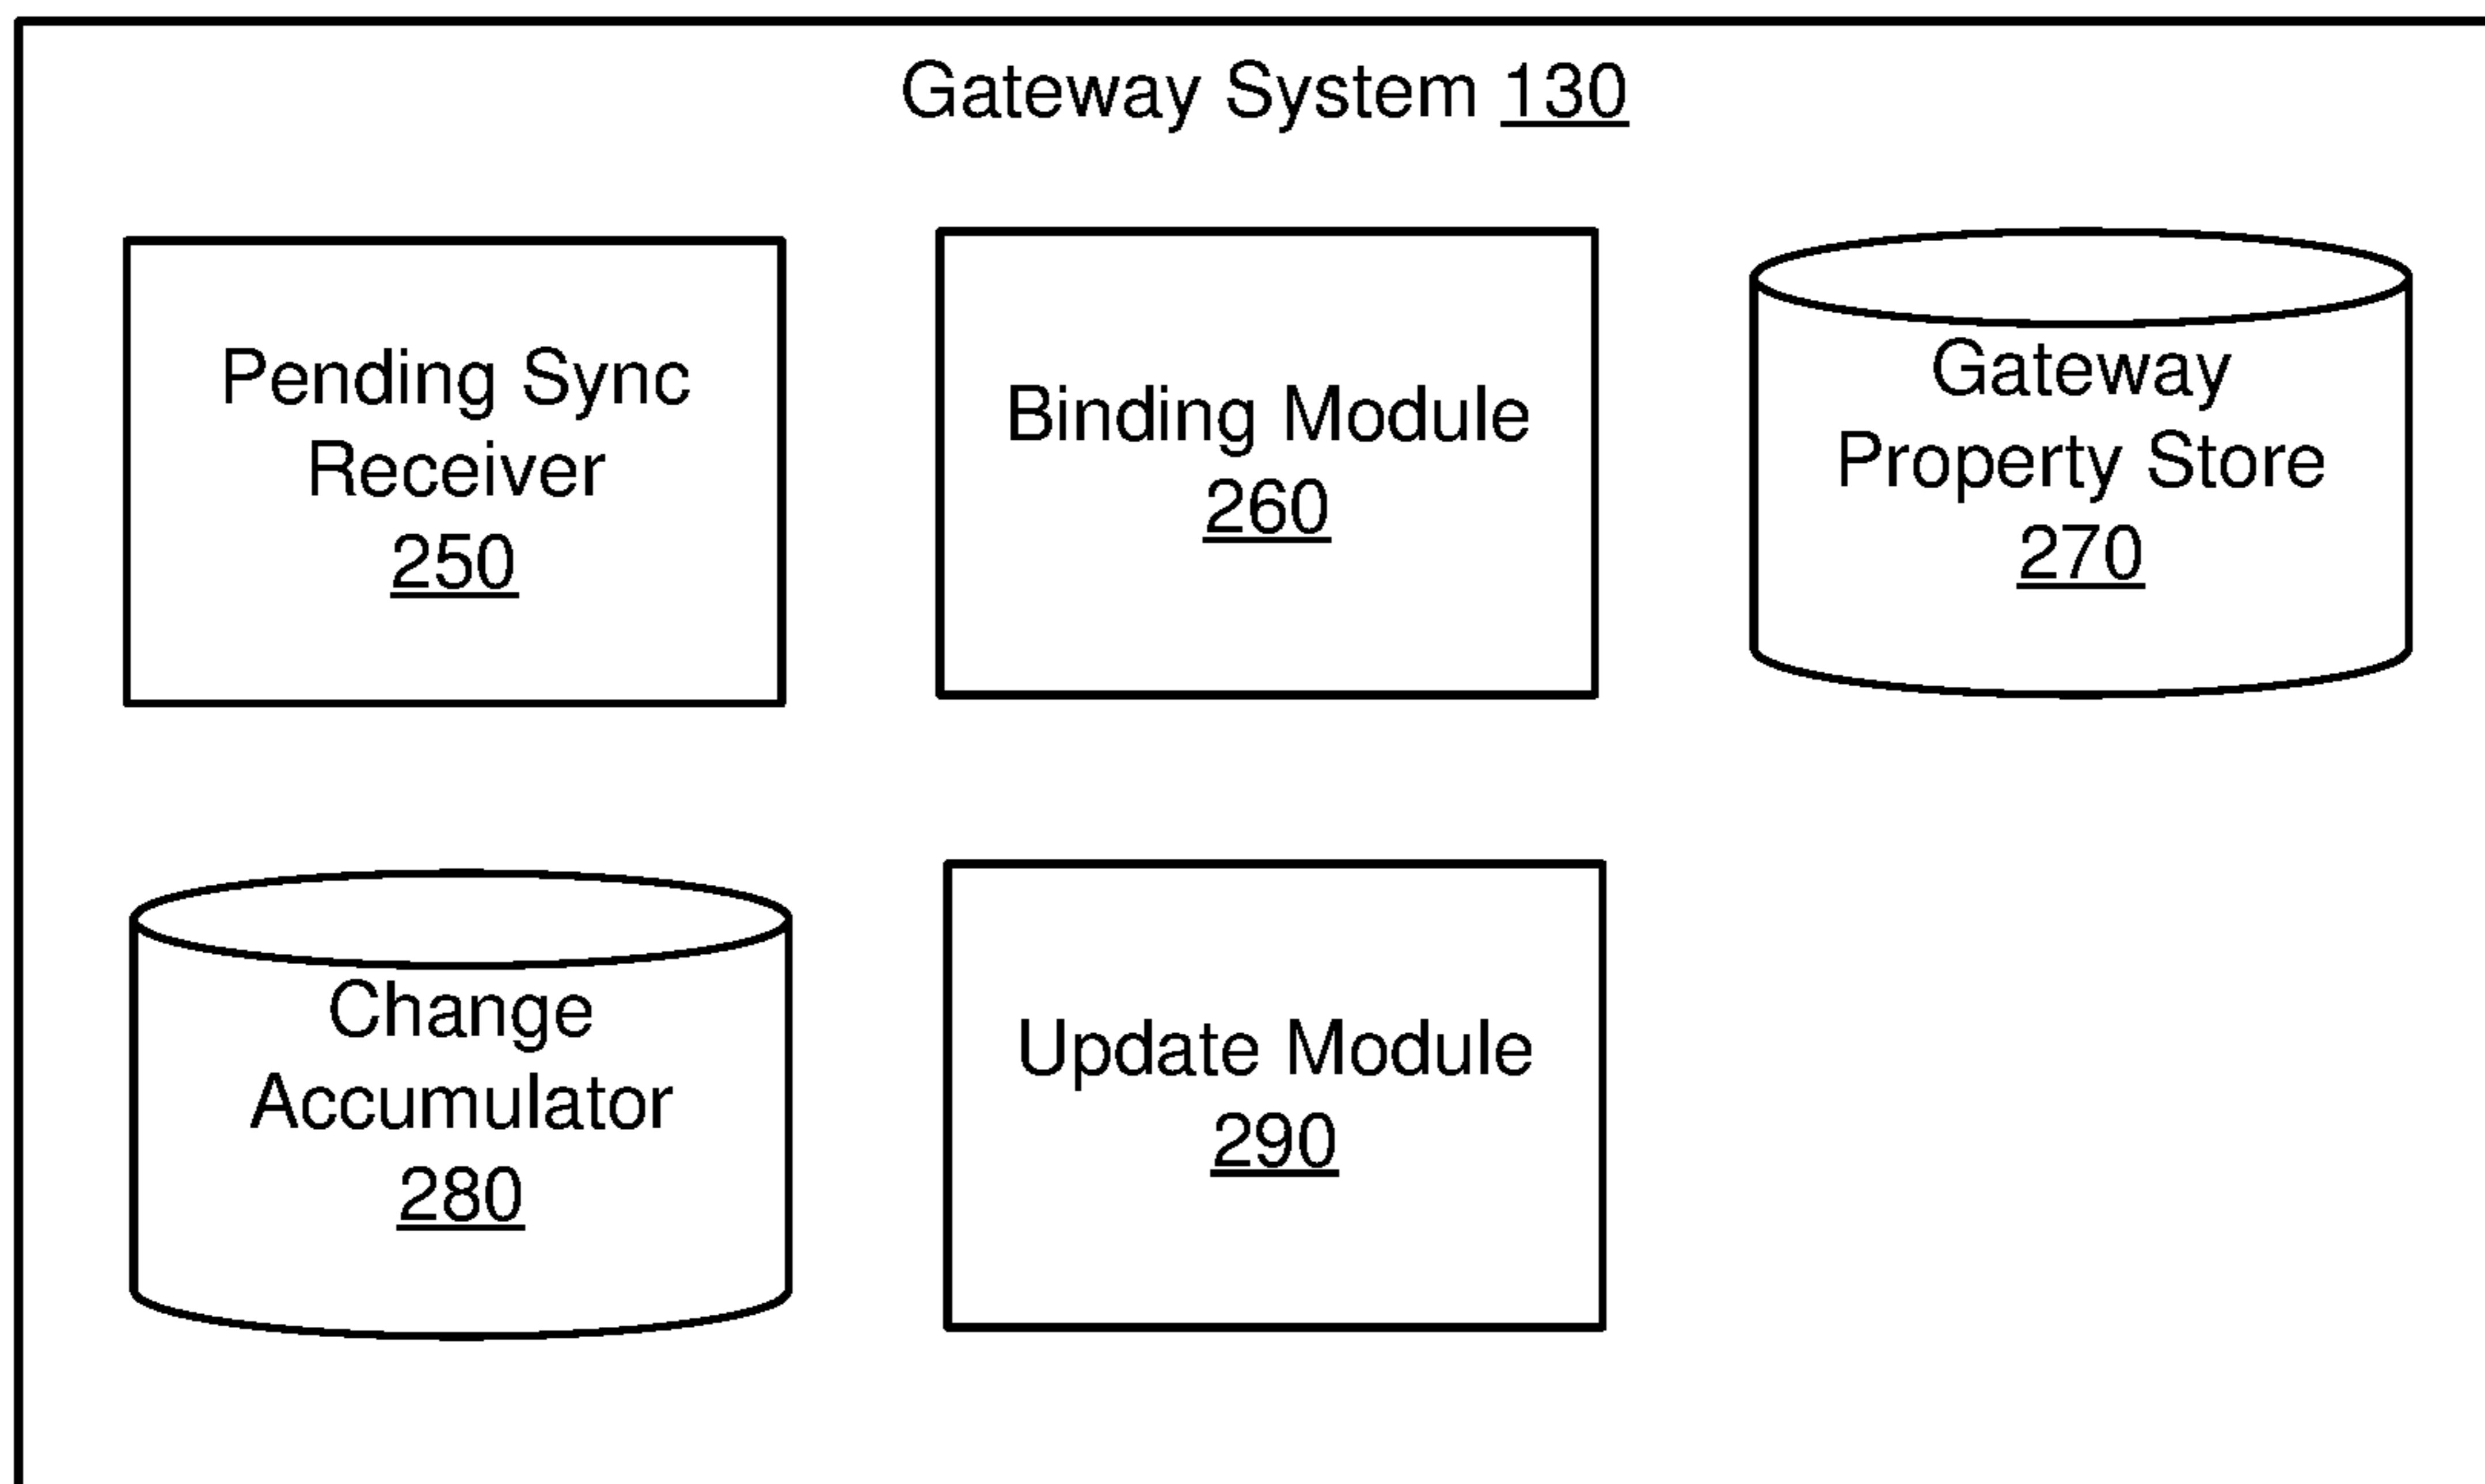 Gateway System 130
Pending Sync
Receiver
250
Binding Module
260
Gateway
Property Store
270
Change
Accumulator
280
Update Module
290